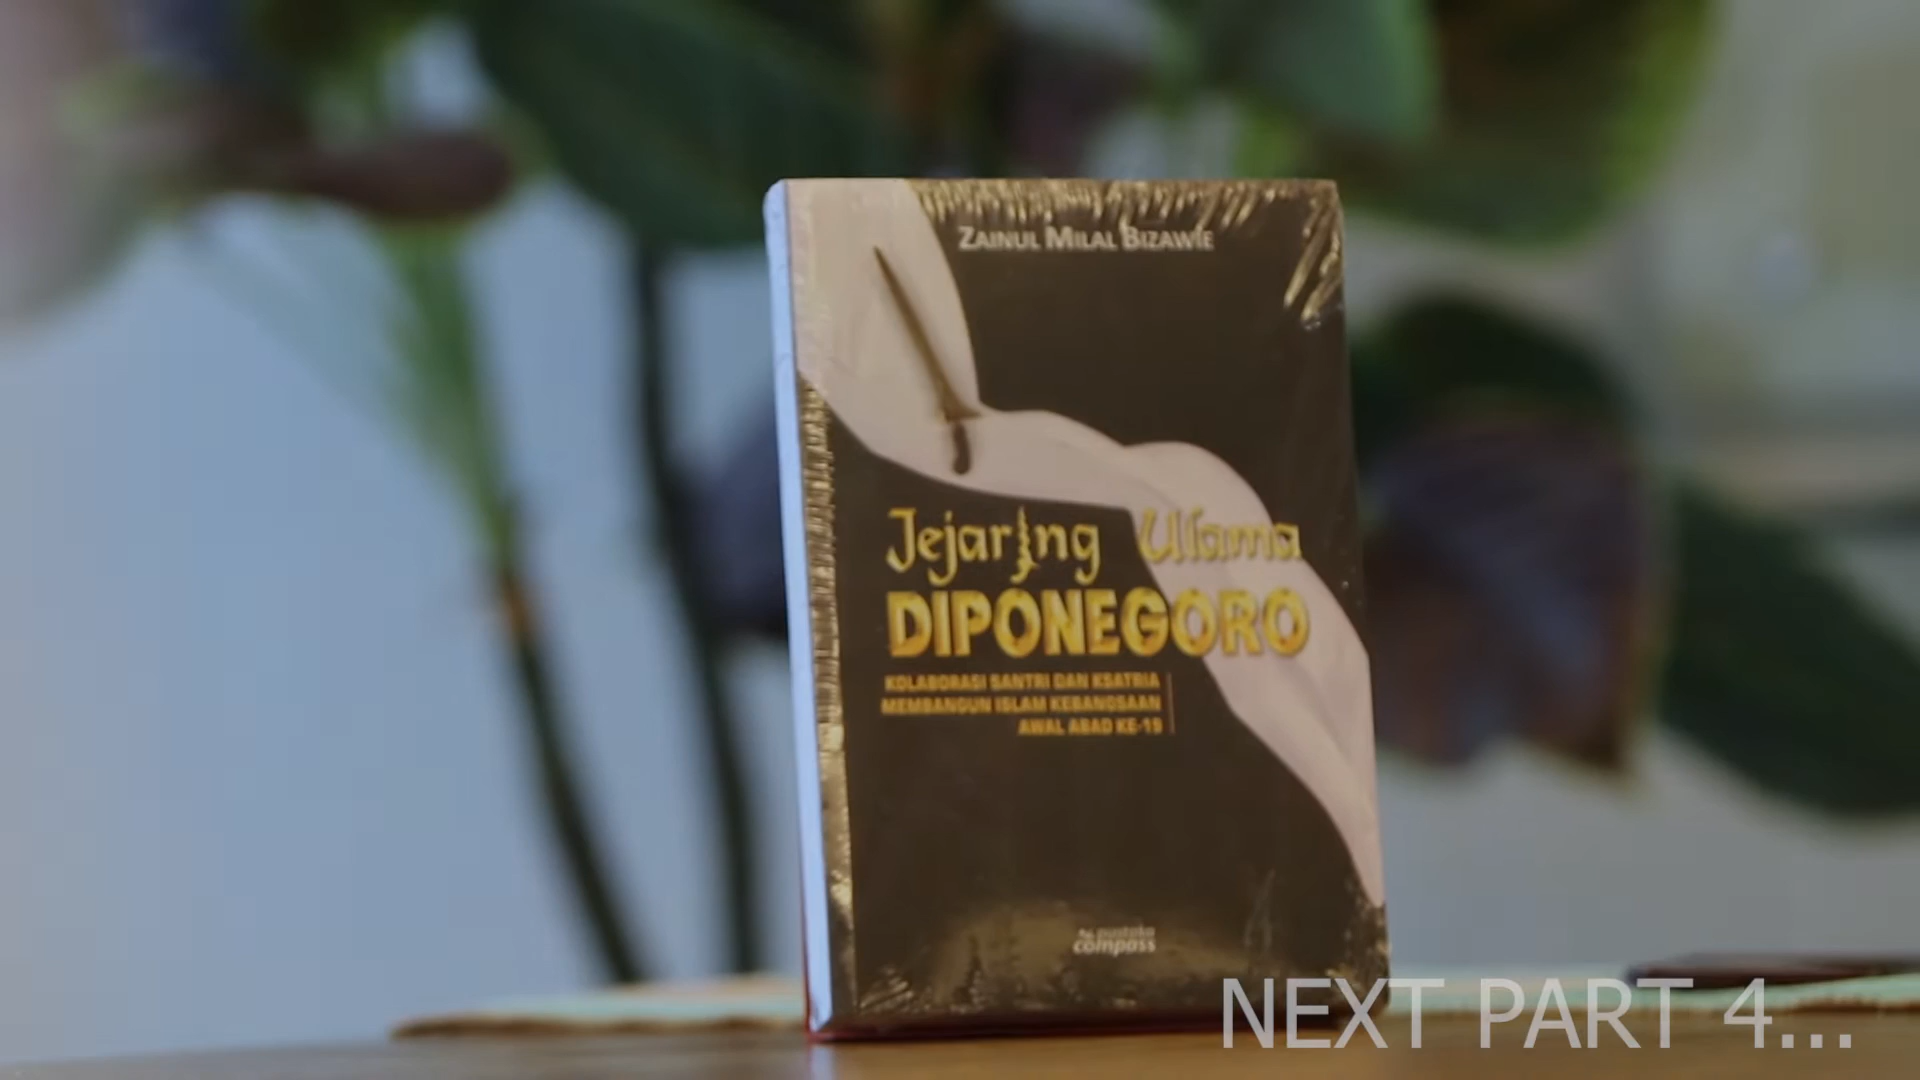 ZAINUL MILAL BIZAWIE
Jejaring Ulama
DIPONEGORO
KOLABORASI SANTRI DAN KSATRIA
MEMBANGUN ISLAM KEBANGSAAN
AWAL ABAD KE-19
pustaka
compass
NEXT PART 4...